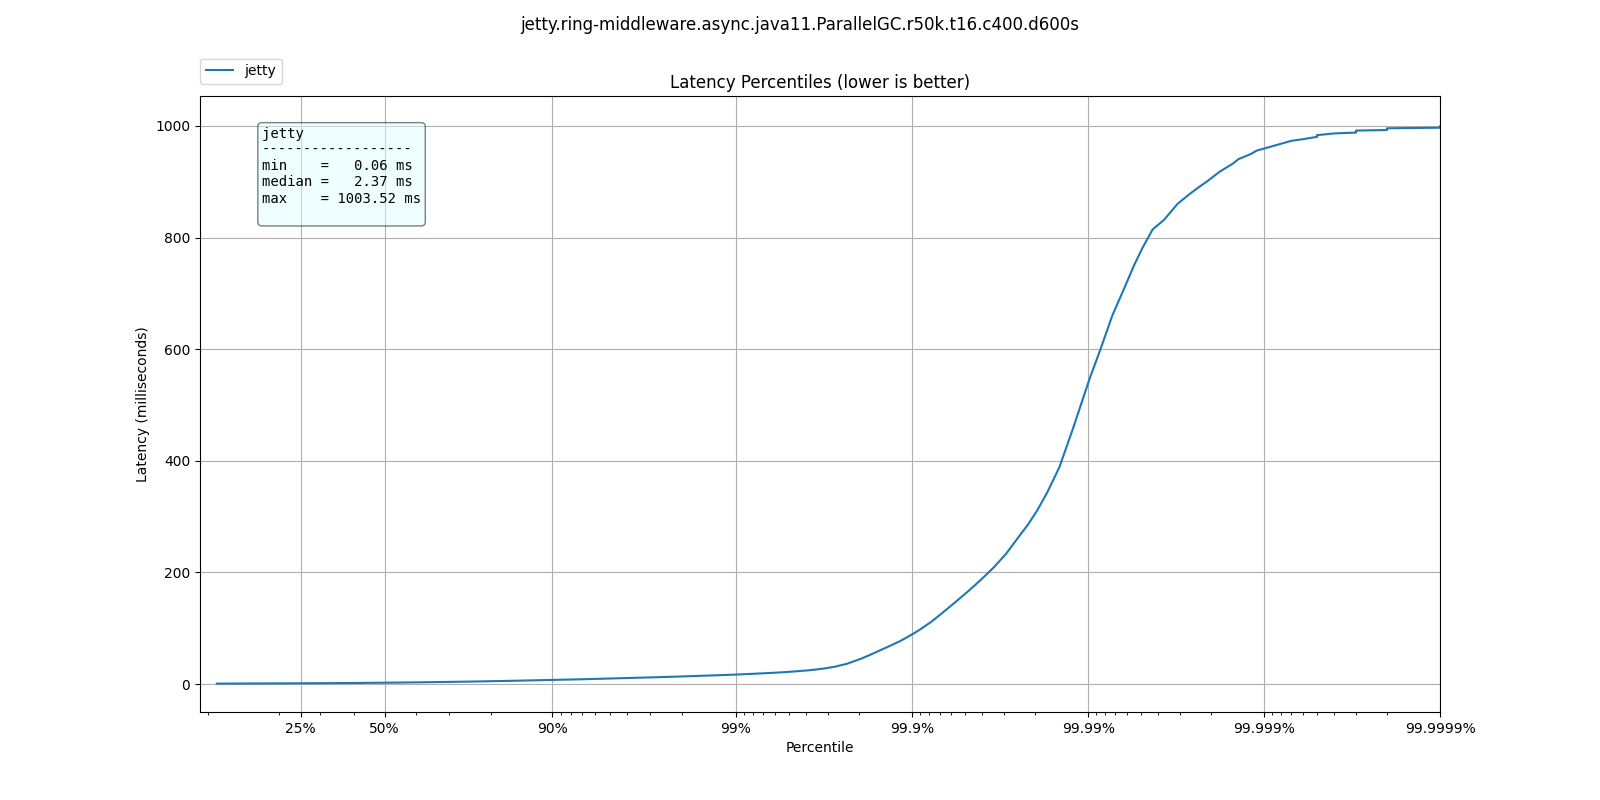 jetty.ring-middleware.async.java11.ParallelGC.r50k.t16.c400.d600s
jetty
Latency Percentiles (lower is better)
jetty
------------------
min    =   0.06 ms
median =   2.37 ms
max    = 1003.52 ms
1000
800
600
400
200
0
Latency (milliseconds)
25% 50% 90% 99% 99.9% 99.99% 99.999% 99.9999%
Percentile